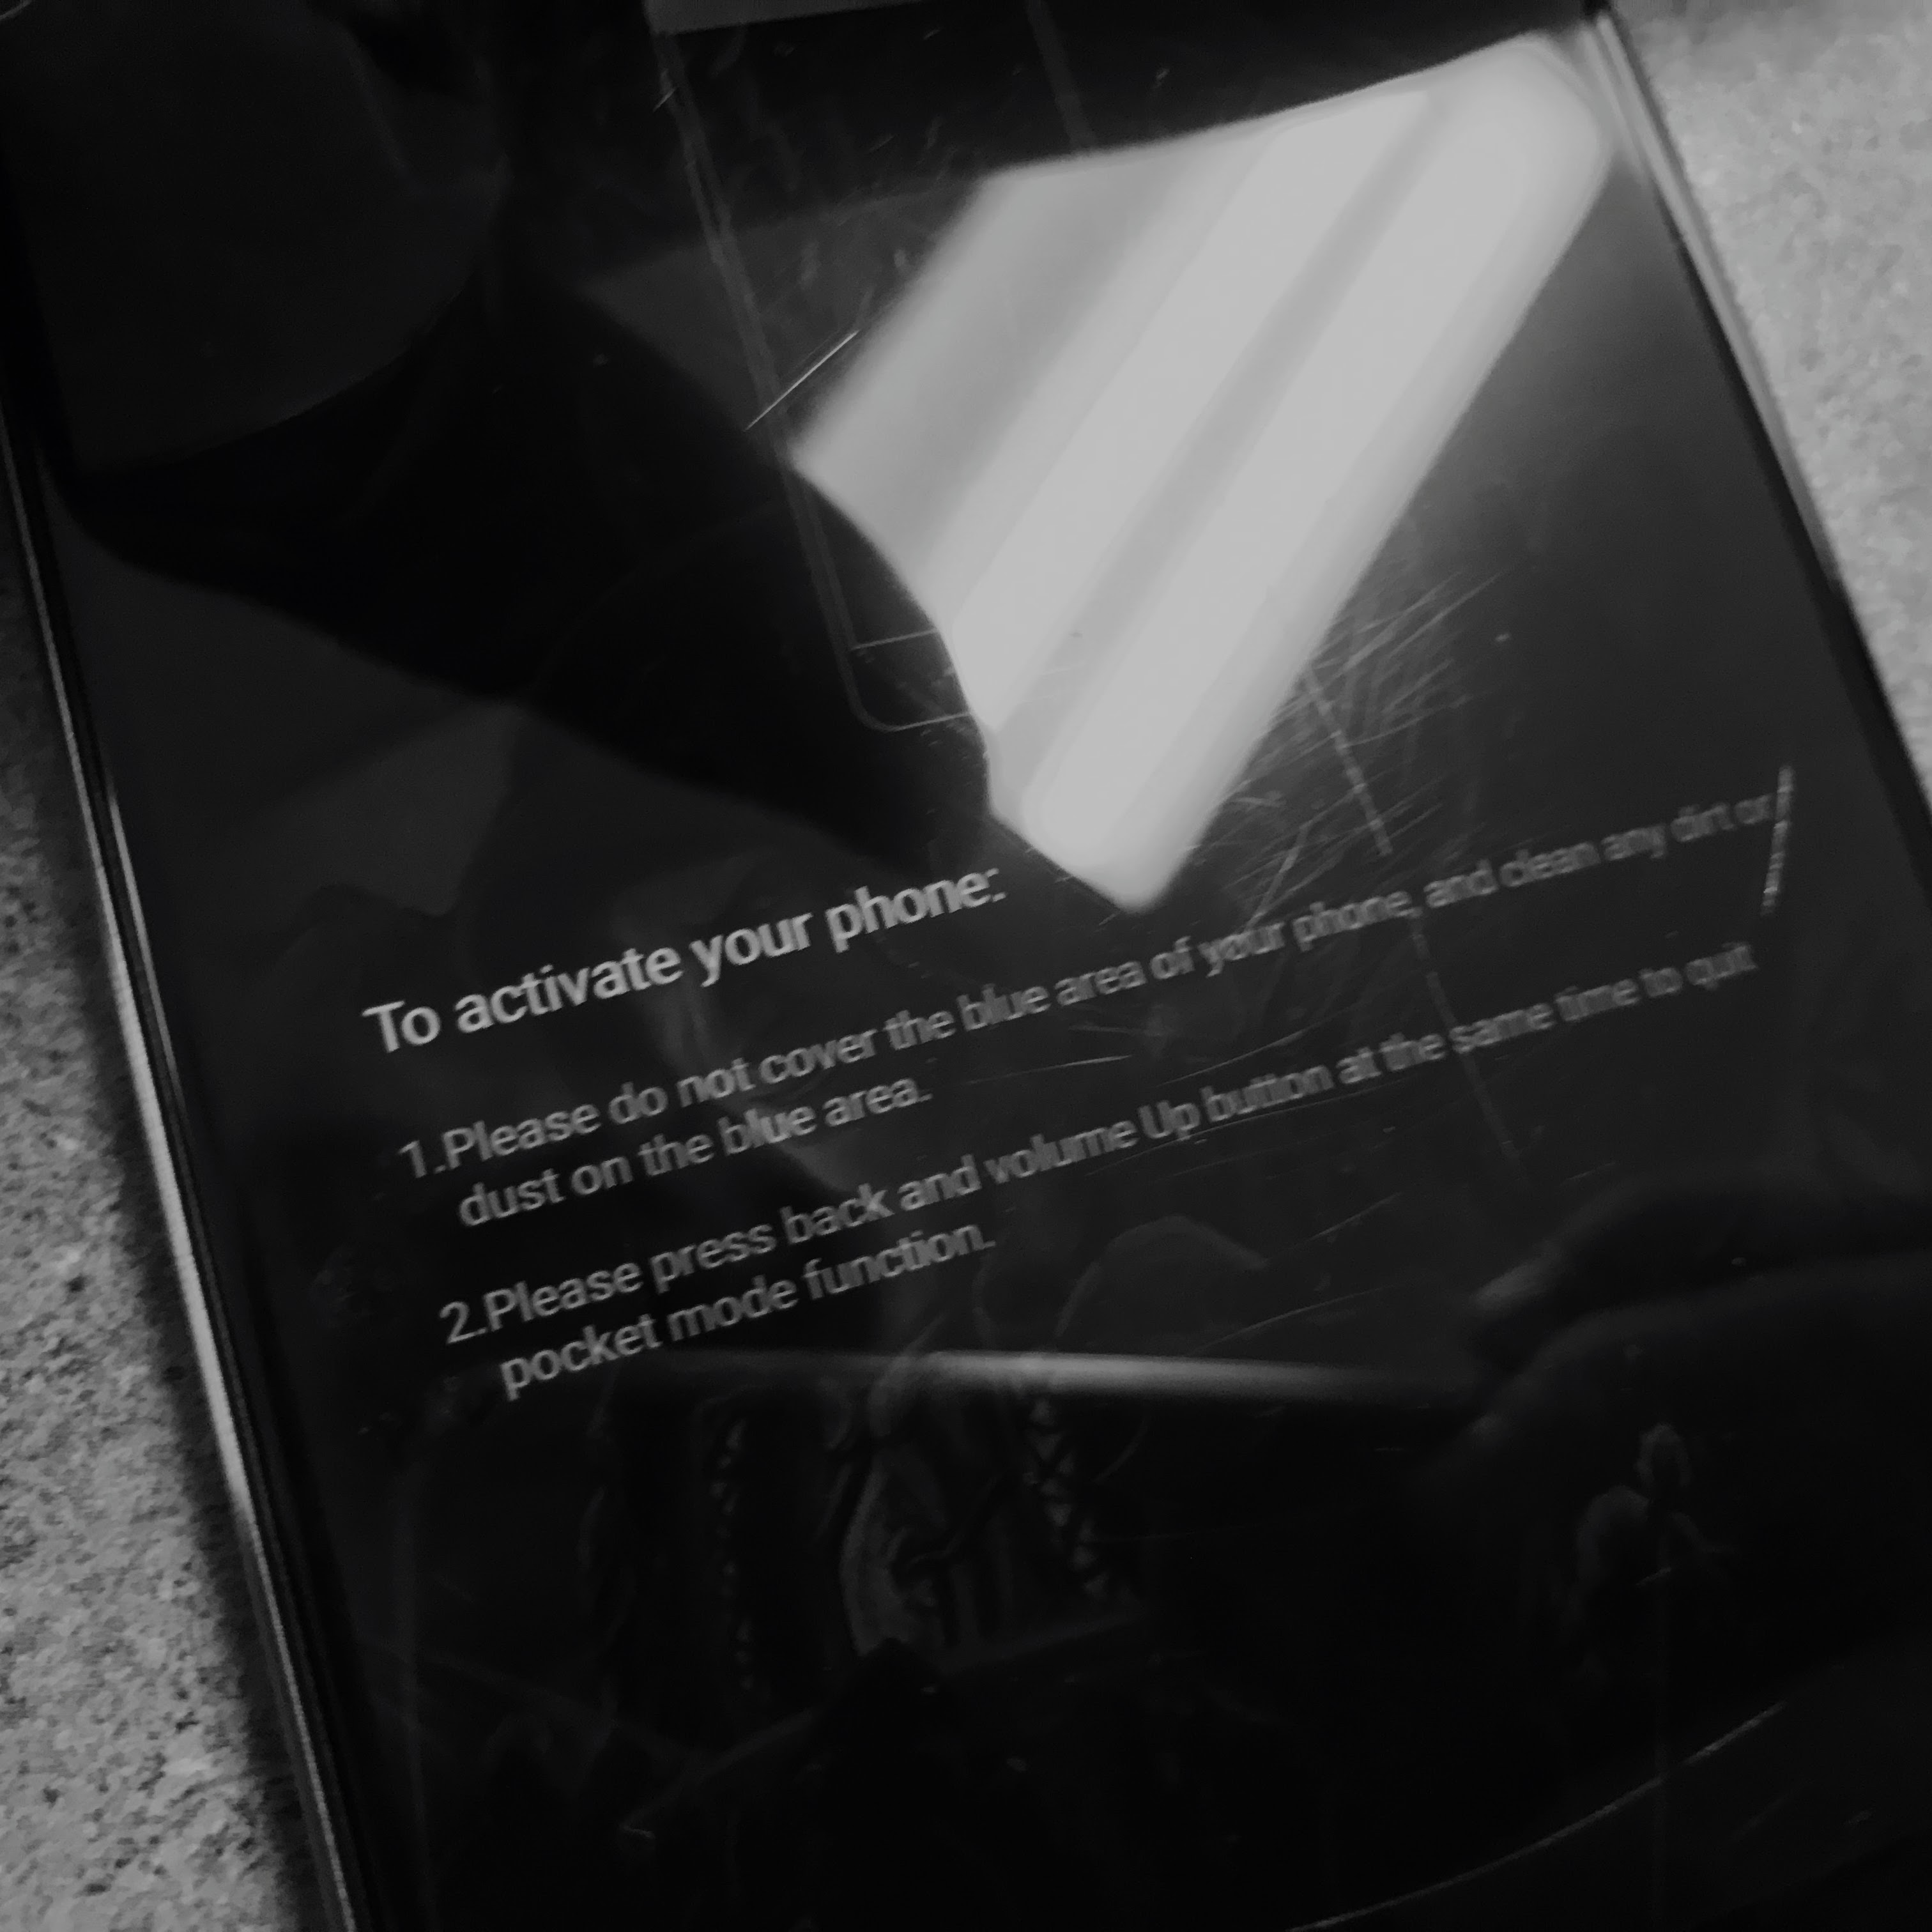 To activate your phone:
1.Please do not cover the blue area of your phone, and clean any dirt or
dust on the blue area.
2.Please press back and volume Up button at the same time to quit
pocket mode function.